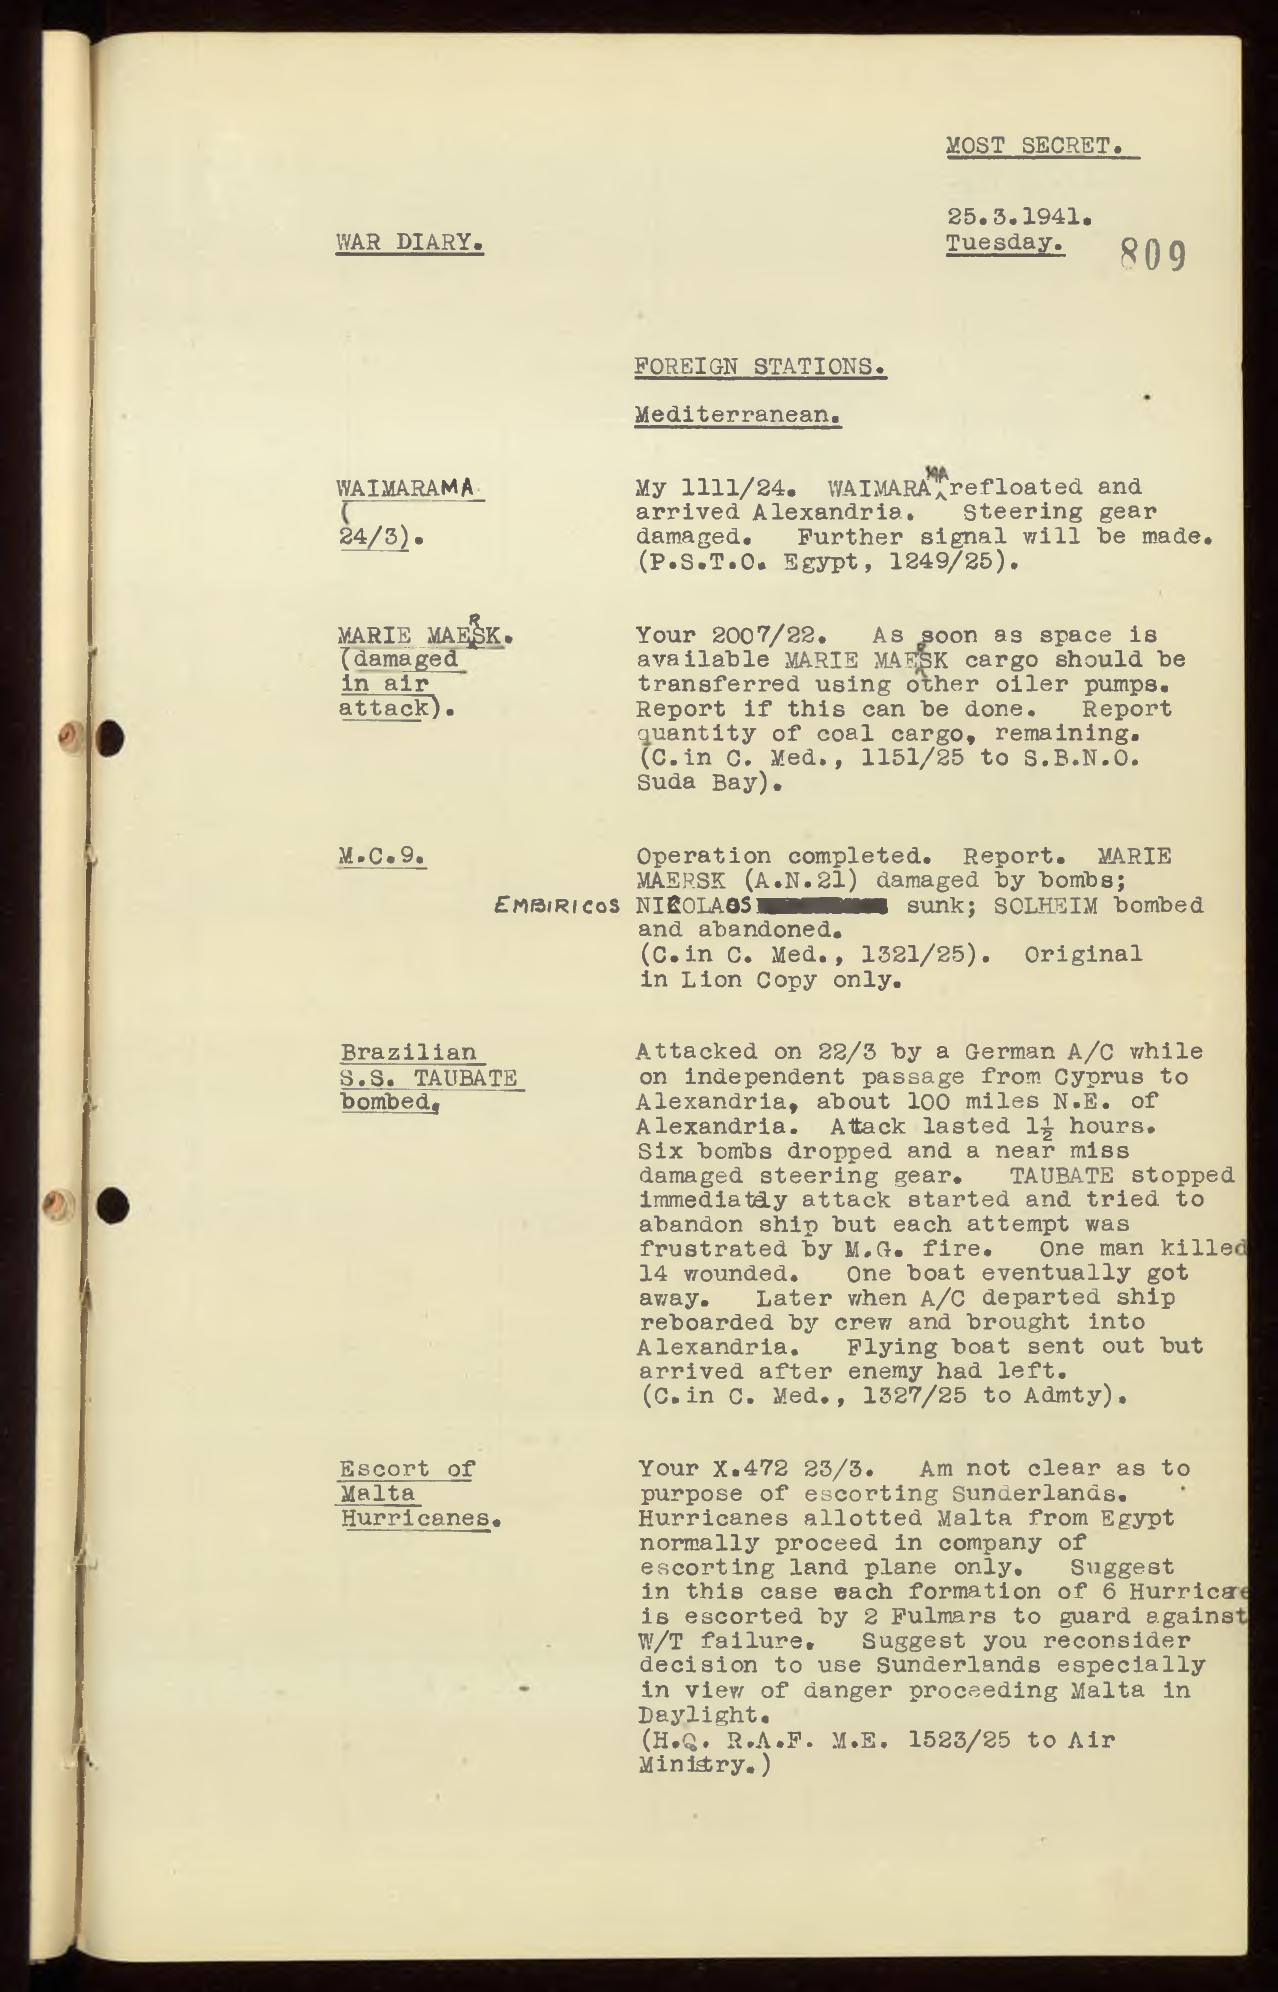 MOST SECRET.
25.3.1941.
WAR DIARY.
Tuesday.
809
FOREIGN STATIONS.
Mediterranean.
WAIMARAMA
(
24/3).
My 1111/24. WAIMARAMA refloated and
arrived Alexandria. Steering gear
damaged. Further signal will be made.
(P.S.T.O. Egypt, 1249/25).
MARIE MAERSK.
(damaged
in air
attack).
Your 2007/22. As soon as space is
available MARIE MAERSK cargo should be
transferred using other oiler pumps.
Report if this can be done. Report
quantity of coal cargo, remaining.
(C.in C. Med., 1151/25 to S.B.N.O.
Suda Bay).
M.C.9.
Operation completed. Report. MARIE
MAERSK (A.N.21) damaged by bombs;
EMBIRICOS NICOLAOS sunk; SOLHEIM bombed
and abandoned.
(C.in C. Med., 1321/25). Original
in Lion Copy only.
Brazilian
S.S. TAUBATE
bombed,
Attacked on 22/3 by a German A/C while
on independent passage from Cyprus to
Alexandria, about 100 miles N.E. of
Alexandria. Attack lasted 1½ hours.
Six bombs dropped and a near miss
damaged steering gear. TAUBATE stopped
immediately attack started and tried to
abandon ship but each attempt was
frustrated by M.G. fire. One man killed
14 wounded. One boat eventually got
away. Later when A/C departed ship
reboarded by crew and brought into
Alexandria. Flying boat sent out but
arrived after enemy had left.
(C.in C. Med., 1327/25 to Admty).
Escort of
Malta
Hurricanes.
Your X.472 23/3. Am not clear as to
purpose of escorting Sunderlands.
Hurricanes allotted Malta from Egypt
normally proceed in company of
escorting land plane only. Suggest
in this case each formation of 6
is escorted by 2 Fulmars to guard against
W/T failure. Suggest you reconsider
decision to use Sunderlands especially
in view of danger proceeding Malta in
Daylight.
(H.Q. R.A.F. M.E. 1523/25 to Air
Ministry.)